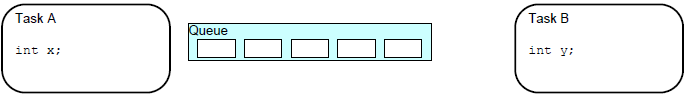 Task A
int x;
Queue
Task B
int y;